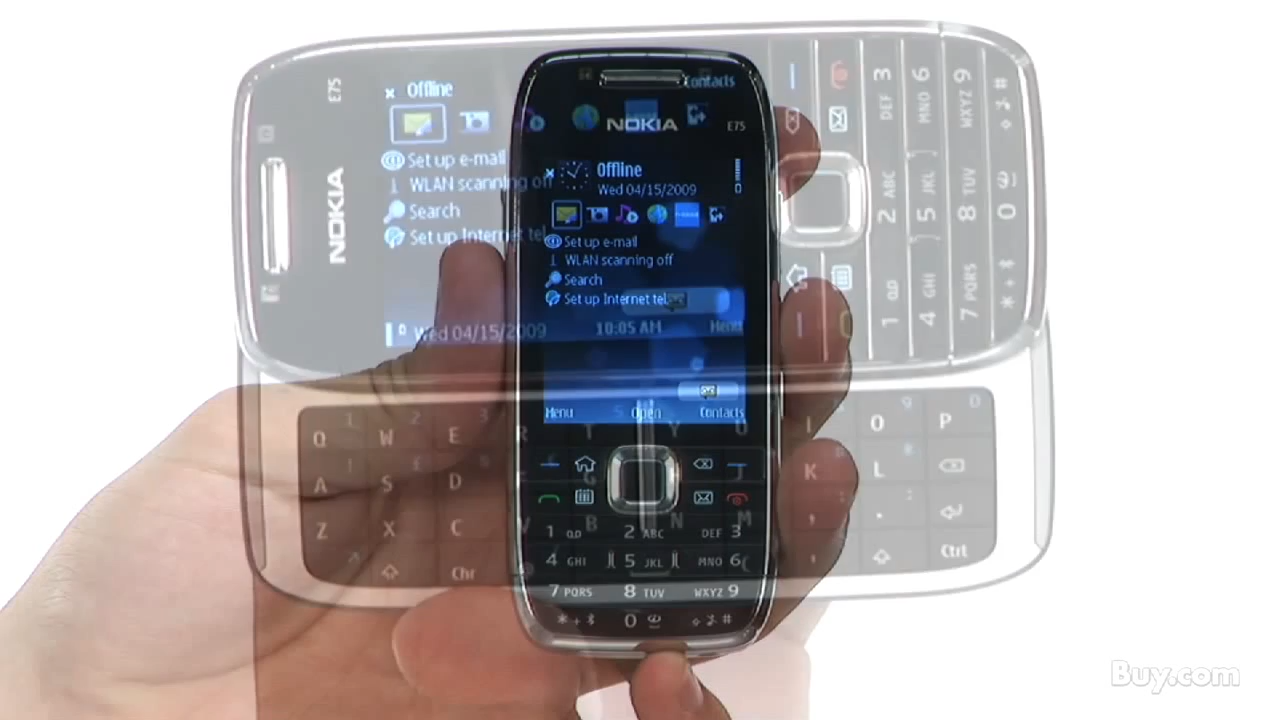 Offline
Set up e-mail
WLAN scanning off
Search
Set up Internet tel
Wed 04/15/2009
10:05 AM
Menu
Contacts
E75
NOKIA
NOKIA
E75
Offline
Wed 04/15/2009
Set up e-mail
WLAN scanning off
Search
Set up Internet tel.
Menu Open Contacts
1 2 ABC DEF 3
4 GHI 5 JKL MNO 6
7 PQRS 8 TUV WXYZ 9
* + 0 #
DEF 3 MNO 6 WXYZ 9 #
2 ABC 5 JKL 8 TUV 0
1 4 GHI 7 PQRS * +
Q W E R T Y U I O P
A S D F G J K L
Z X C V B N M , .
Chr Ctrl
Buy.com